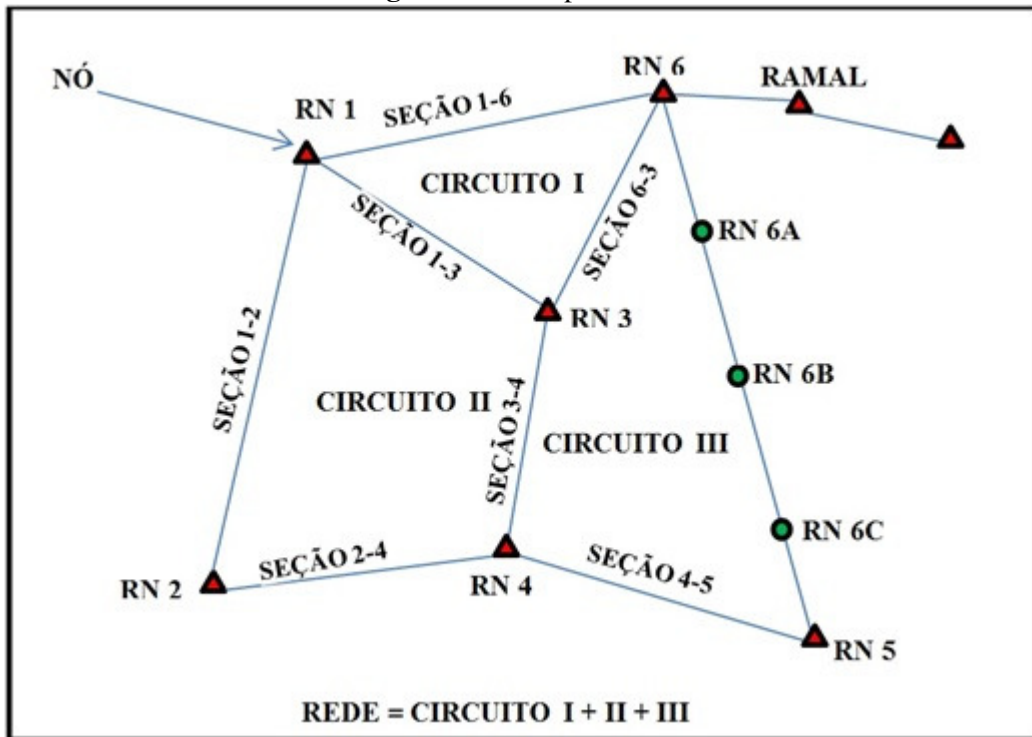 NÓ
RN 1
SEÇÃO 1-6
RN 6
RAMAL
CIRCUITO I
SEÇÃO 1-3
SEÇÃO 6-3
RN 6A
RN 3
SEÇÃO 1-2
CIRCUITO II
SEÇÃO 3-4
RN 6B
CIRCUITO III
RN 6C
RN 2
SEÇÃO 2-4
RN 4
SEÇÃO 4-5
RN 5
REDE = CIRCUITO I + II + III